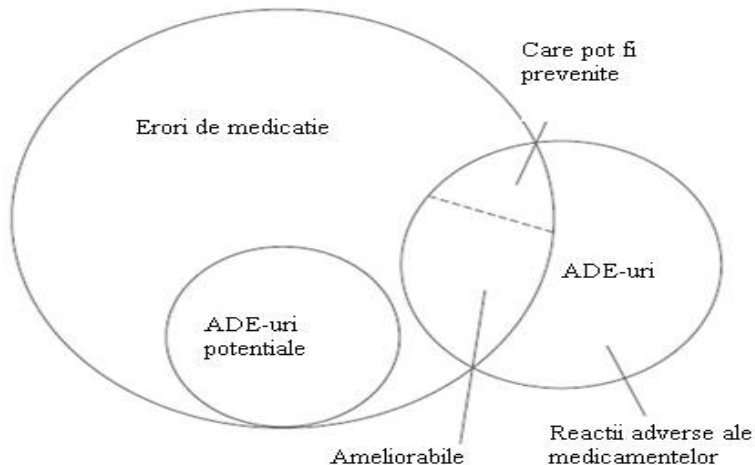 Care pot fi
prevenite
Erori de medicatie
ADE-uri
ADE-uri
potentiale
Ameliorabile
Reactii adverse ale
medicamentelor